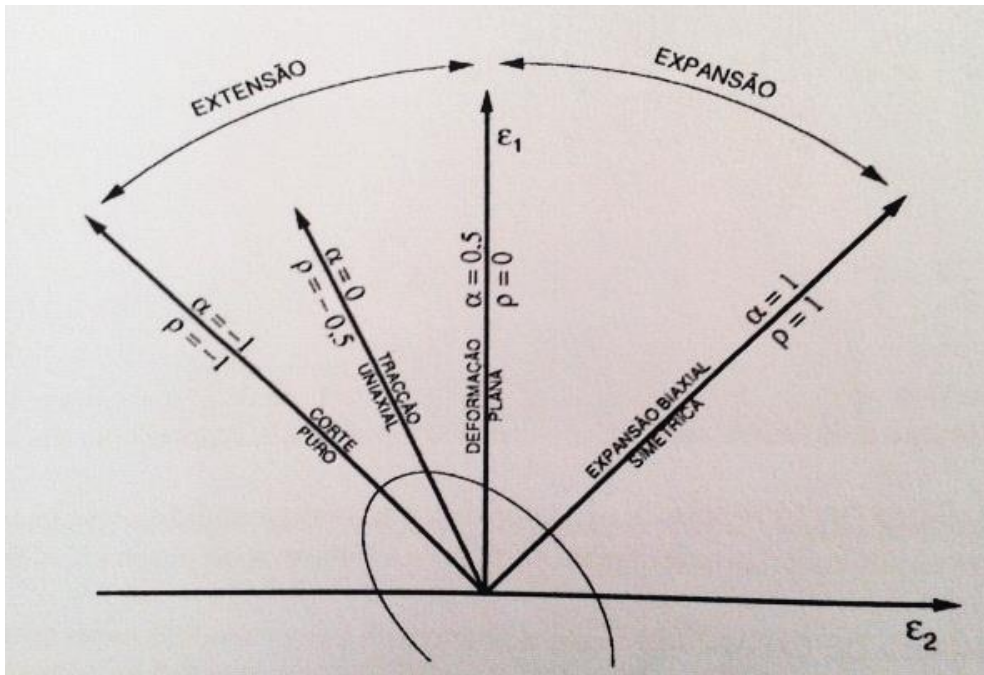 EXTENSÃO
EXPANSÃO
ε₁
α = -1
ρ = -1
CORTE
PURO
α = 0
ρ = - 0,5
TRACÇÃO
UNIAXIAL
α = 0.5
ρ = 0
DEFORMAÇÃO
PLANA
α = 1
ρ = 1
EXPANSÃO BIAXIAL
SIMETRICA
ε₂